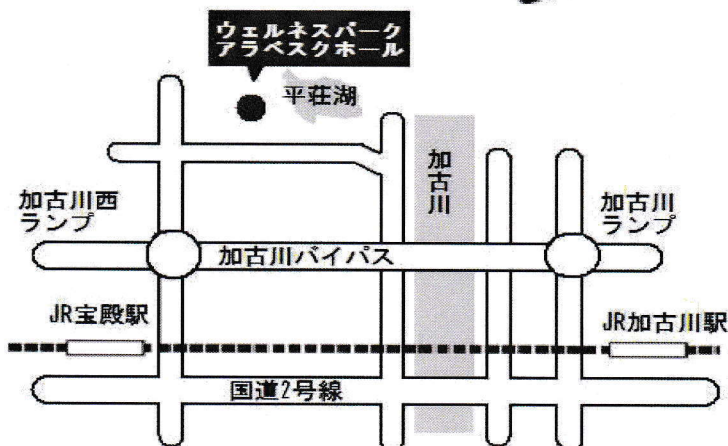 ウェルネスパーク
アラベスクホール
平荘湖
加古川
加古川西
ランプ
加古川
ランプ
加古川バイパス
JR宝殿駅
JR加古川駅
国道2号線